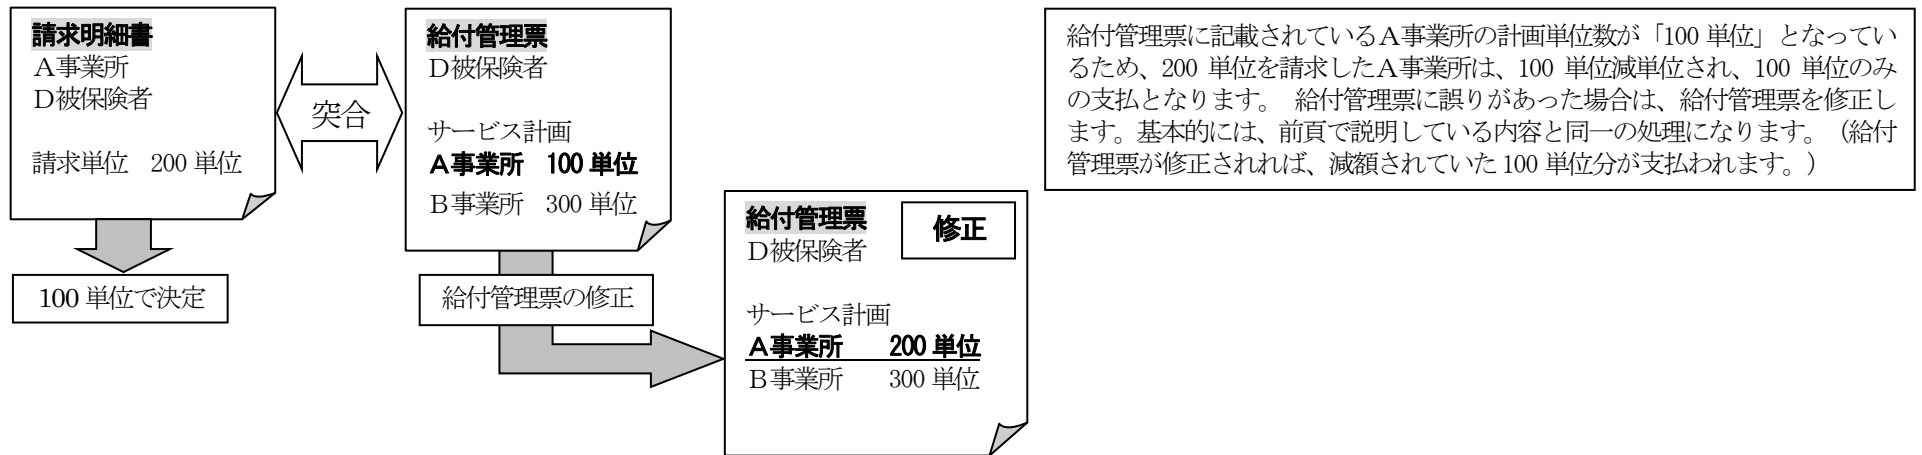 請求明細書
A事業所
D被保険者
請求単位 200 単位
突合
給付管理票
D被保険者
サービス計画
A事業所 100 単位
B事業所 300 単位
100 単位で決定
給付管理票の修正
給付管理票
修正
D被保険者
サービス計画
A事業所 200 単位
B事業所 300 単位
給付管理票に記載されているA事業所の計画単位数が「100 単位」となってい
るため、200 単位を請求したA事業所は、100 単位減単位され、100 単位のみ
の支払となります。 給付管理票に誤りがあった場合は、給付管理票を修正し
ます。基本的には、前頁で説明している内容と同一の処理になります。（給付
管理票が修正されれば、減額されていた 100 単位分が支払われます。）